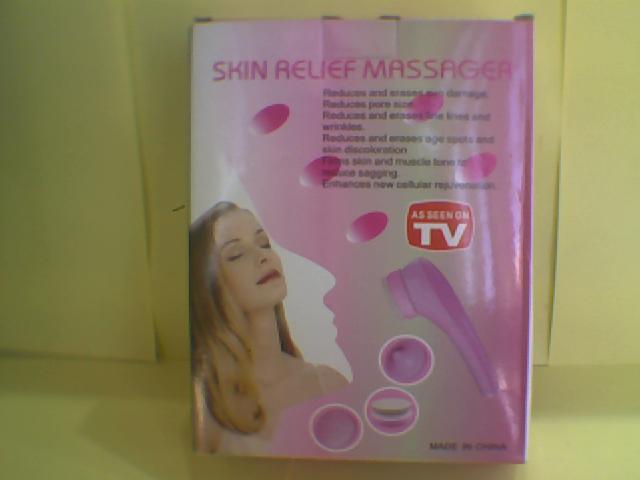 SKIN RELIEF MASSAGER
Reduces and erases eye damage.
Reduces pore size.
Reduces and erases fine lines and
wrinkles.
Reduces and erases age spots and
skin discoloration
Firms skin and muscle tone to
reduce sagging.
Enhances new cellular rejuvenation.
AS SEEN ON
TV
MADE IN CHINA